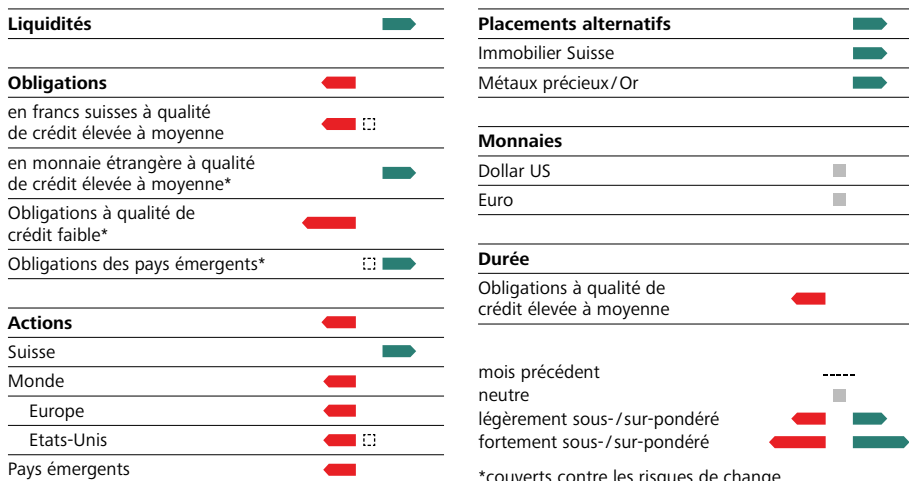 Liquidités
Obligations
en francs suisses à qualité
de crédit élevée à moyenne
en monnaie étrangère à qualité
de crédit élevée à moyenne*
Obligations à qualité de
crédit faible*
Obligations des pays émergents*
Actions
Suisse
Monde
Europe
Etats-Unis
Pays émergents
Placements alternatifs
Immobilier Suisse
Métaux précieux/Or
Monnaies
Dollar US
Euro
Durée
Obligations à qualité de
crédit élevée à moyenne
mois précédent
neutre
légèrement sous-/sur-pondéré
fortement sous-/sur-pondéré
*couverts contre les risques de change